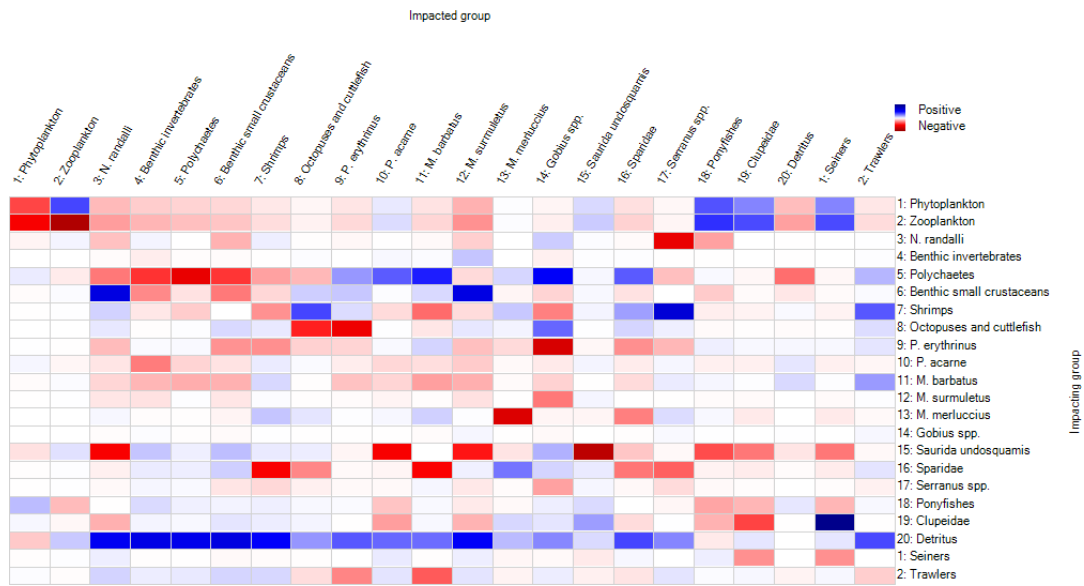 Impacted group
1: Phytoplankton
2: Zooplankton
3: N. randalli
4: Benthic invertebrates
5: Polychaetes
6: Benthic small crustaceans
7: Shrimps
8: Octopuses and cuttlefish
9: P. erythrinus
10: P. acarne
11: M. barbatus
12: M. surmuletus
13: M. merluccius
14: Gobius spp.
15: Saurida undosquamis
16: Sparidae
17: Serranus spp.
18: Ponyfishes
19: Clupeidae
20: Detritus
1: Seiners
2: Trawlers
Positive
Negative
1: Phytoplankton
2: Zooplankton
3: N. randalli
4: Benthic invertebrates
5: Polychaetes
6: Benthic small crustaceans
7: Shrimps
8: Octopuses and cuttlefish
9: P. erythrinus
10: P. acarne
11: M. barbatus
12: M. surmuletus
13: M. merluccius
14: Gobius spp.
15: Saurida undosquamis
16: Sparidae
17: Serranus spp.
18: Ponyfishes
19: Clupeidae
20: Detritus
1: Seiners
2: Trawlers
Impacting group